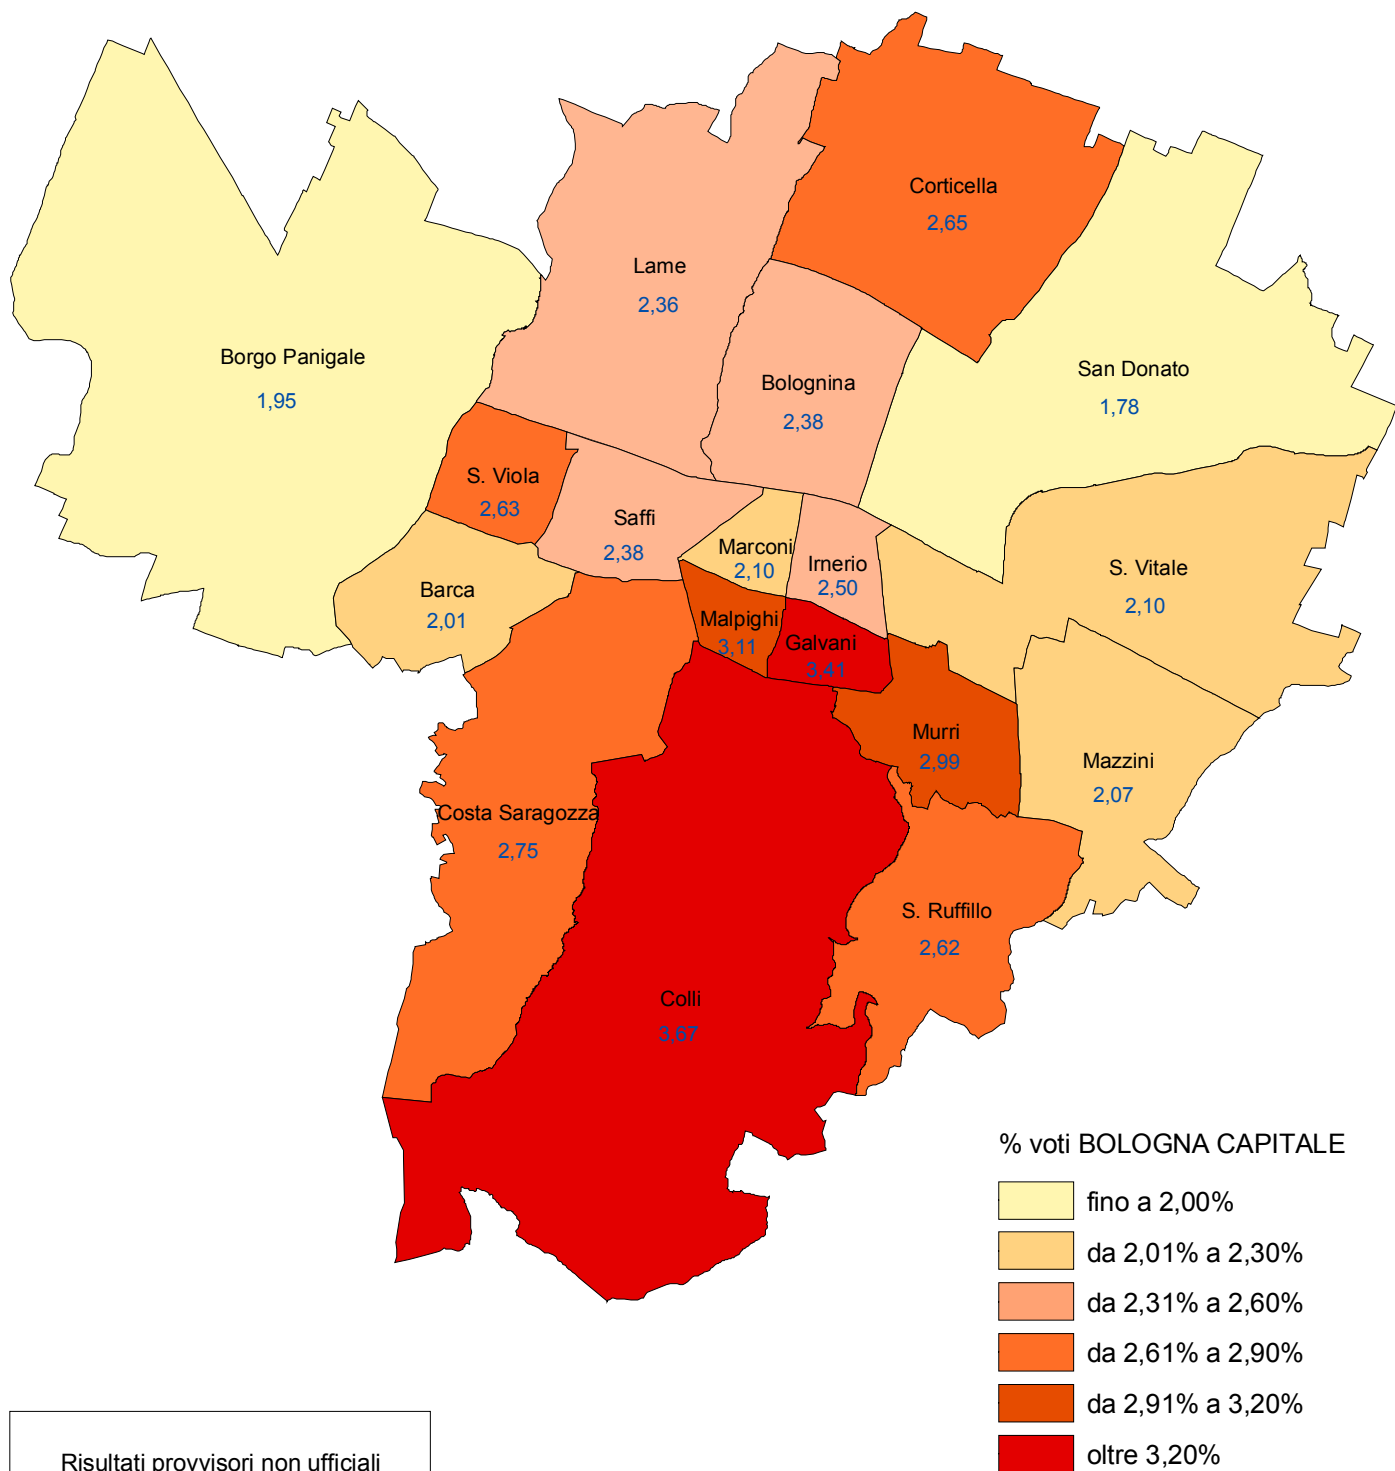 Corticella
2,65
Lame
2,36
Borgo Panigale
1,95
San Donato
1,78
Bolognina
2,38
S. Viola
2,63
Saffi
2,38
Marconi
2,10
Irnerio
2,50
S. Vitale
2,10
Barca
2,01
Malpighi
3,11
Galvani
3,41
Murri
2,99
Mazzini
2,07
Costa Saragozza
2,75
S. Ruffillo
2,62
Colli
3,67
% voti BOLOGNA CAPITALE
fino a 2,00%
da 2,01% a 2,30%
da 2,31% a 2,60%
da 2,61% a 2,90%
da 2,91% a 3,20%
oltre 3,20%
Risultati provvisori non ufficiali